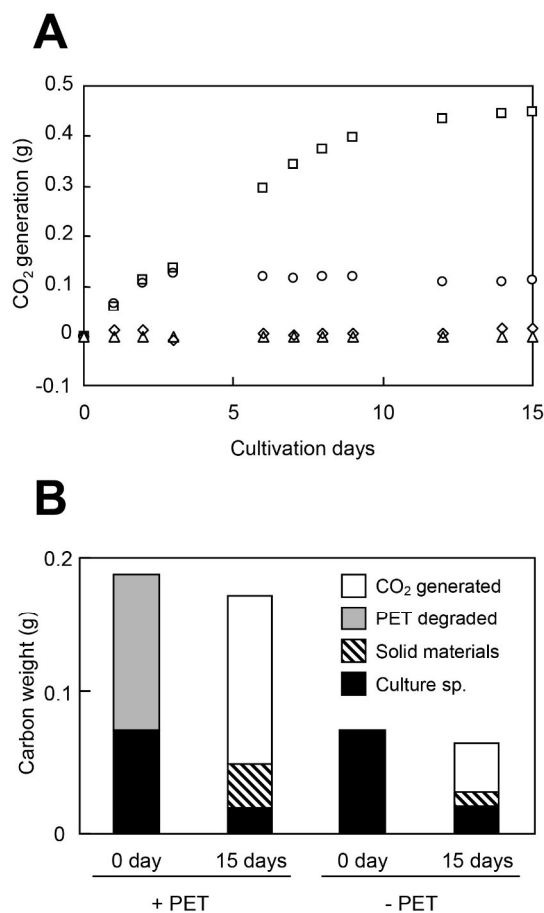 A
0.5
0.4
0.3
0.2
0.1
0
-0.1
CO₂ generation (g)
0 5 10 15
Cultivation days
B
0.2
0.1
0
Carbon weight (g)
CO₂ generated
PET degraded
Solid materials
Culture sp.
0 day 15 days 0 day 15 days
+ PET - PET